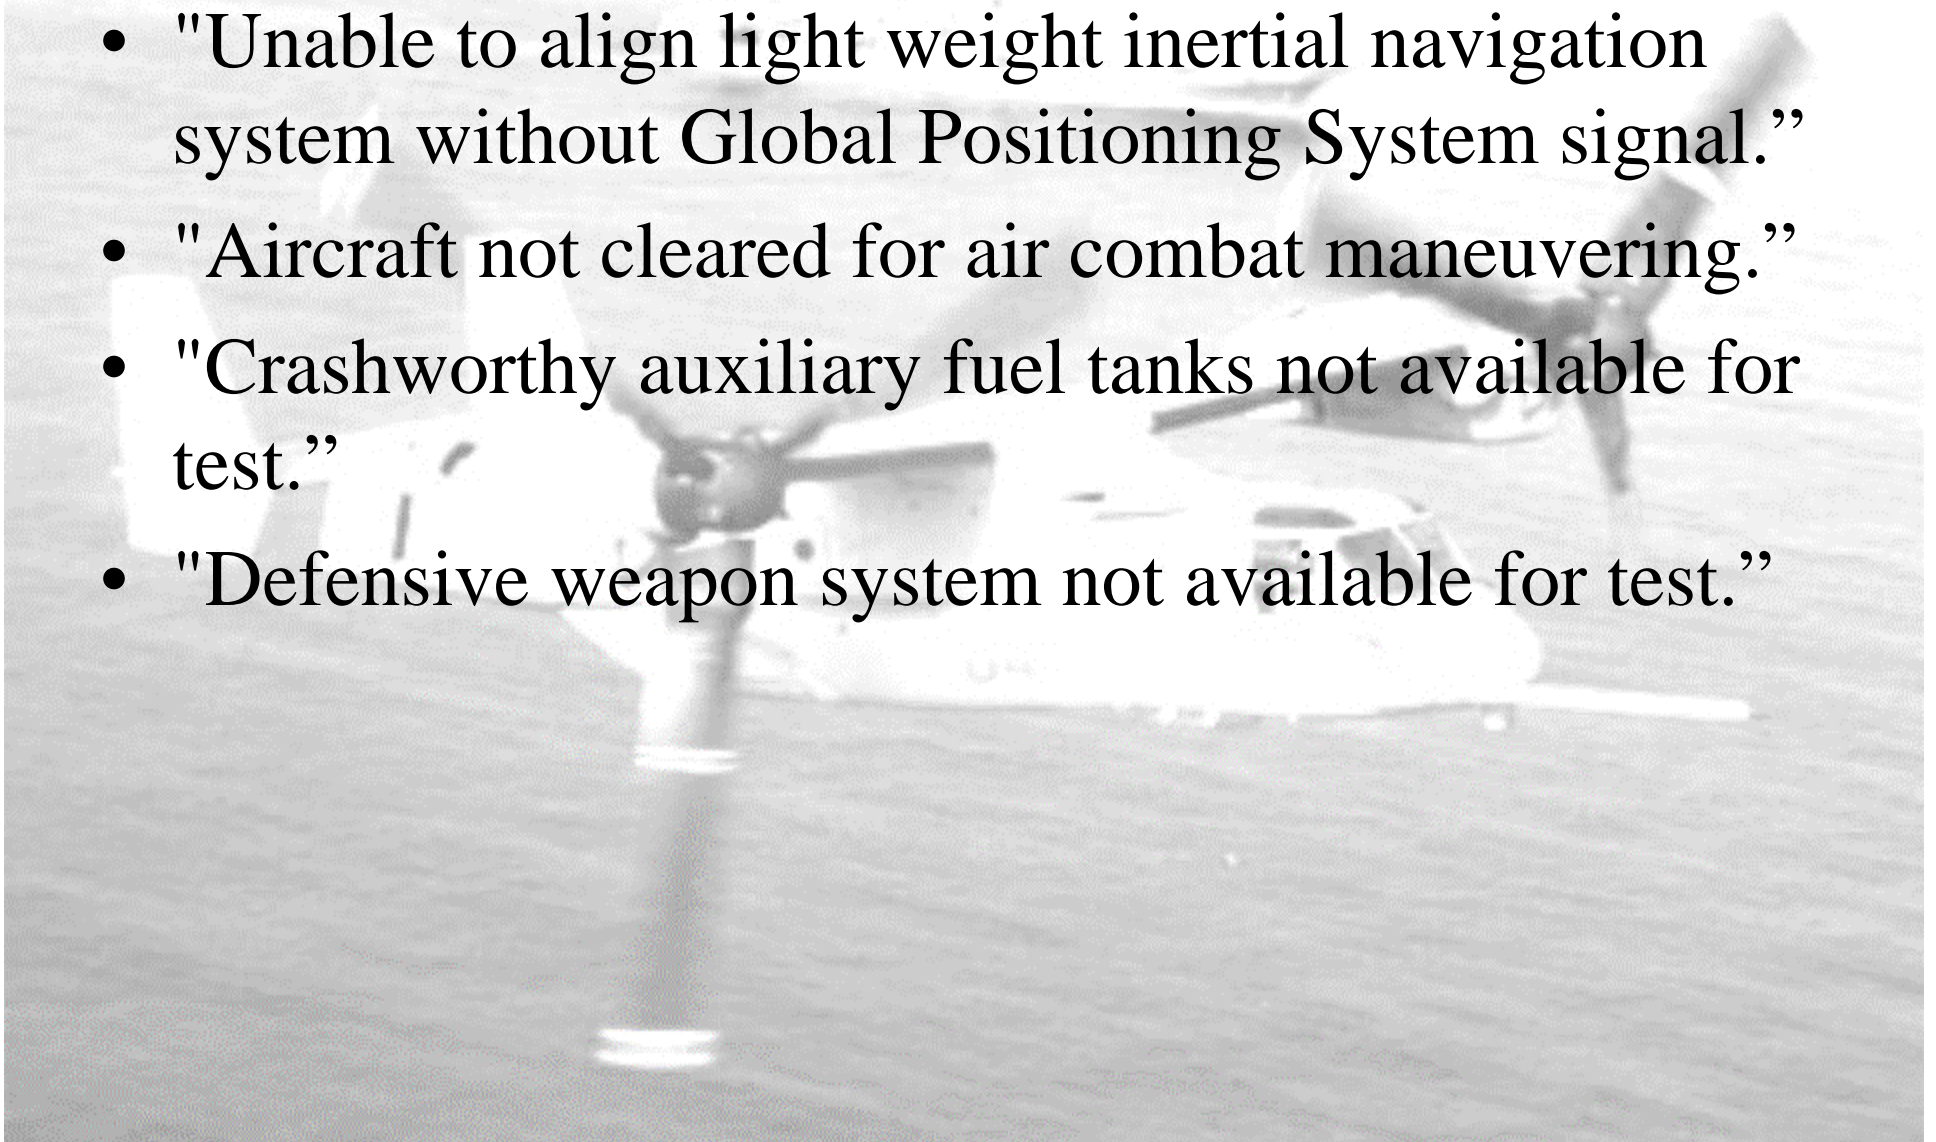 • "Unable to align light weight inertial navigation
system without Global Positioning System signal.”
• "Aircraft not cleared for air combat maneuvering.”
• "Crashworthy auxiliary fuel tanks not available for
test.”
• "Defensive weapon system not available for test.”